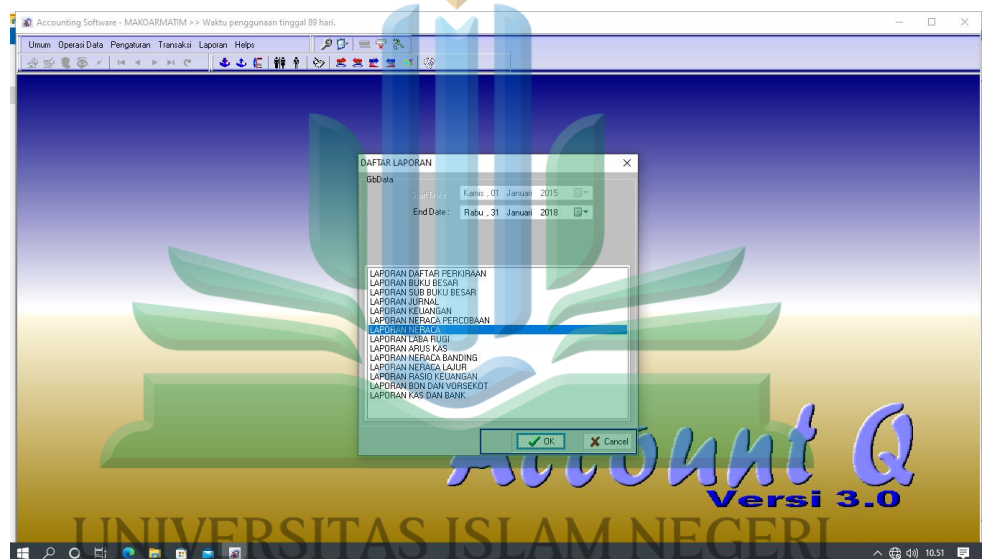 Accounting Software - MAKOARMATIM >> Waktu penggunaan tinggal 89 hari.
Umum Operasi Data Pengaturan Transaksi Laporan Helps
DAFTAR LAPORAN
GbData
Start Date : Kamis , 01 Januari 2015
End Date : Rabu , 31 Januari 2018
LAPORAN DAFTAR PERKIRAAN
LAPORAN BUKU BESAR
LAPORAN SUB BUKU BESAR
LAPORAN JURNAL
LAPORAN KEUANGAN
LAPORAN NERACA PERCOBAAN
LAPORAN NERACA
LAPORAN LABA RUGI
LAPORAN ARUS KAS
LAPORAN NERACA BANDING
LAPORAN NERACA LAJUR
LAPORAN RASIO KEUANGAN
LAPORAN BON DAN VORSEKOT
LAPORAN KAS DAN BANK
OK Cancel
Account Q
Versi 3.0
UNIVERSITAS ISLAM NEGERI
10.51